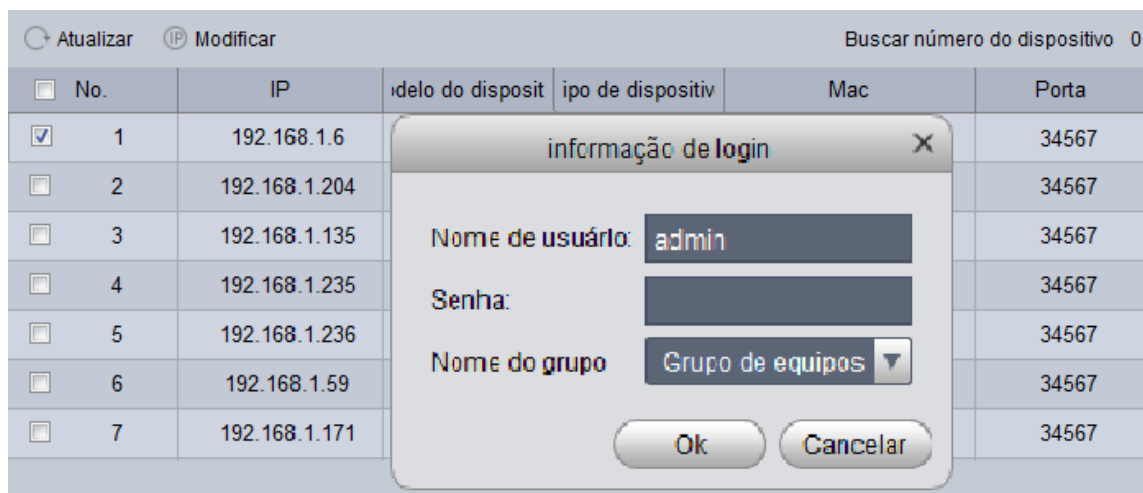 Atualizar IP Modificar Buscar número do dispositivo 0
No. IP delo do disposit ipo de dispositiv Mac Porta
1 192.168.1.6 34567
2 192.168.1.204 34567
3 192.168.1.135 34567
4 192.168.1.235 34567
5 192.168.1.236 34567
6 192.168.1.59 34567
7 192.168.1.171 34567
informação de login
Nome de usuário: admin
Senha:
Nome do grupo Grupo de equipos
Ok Cancelar